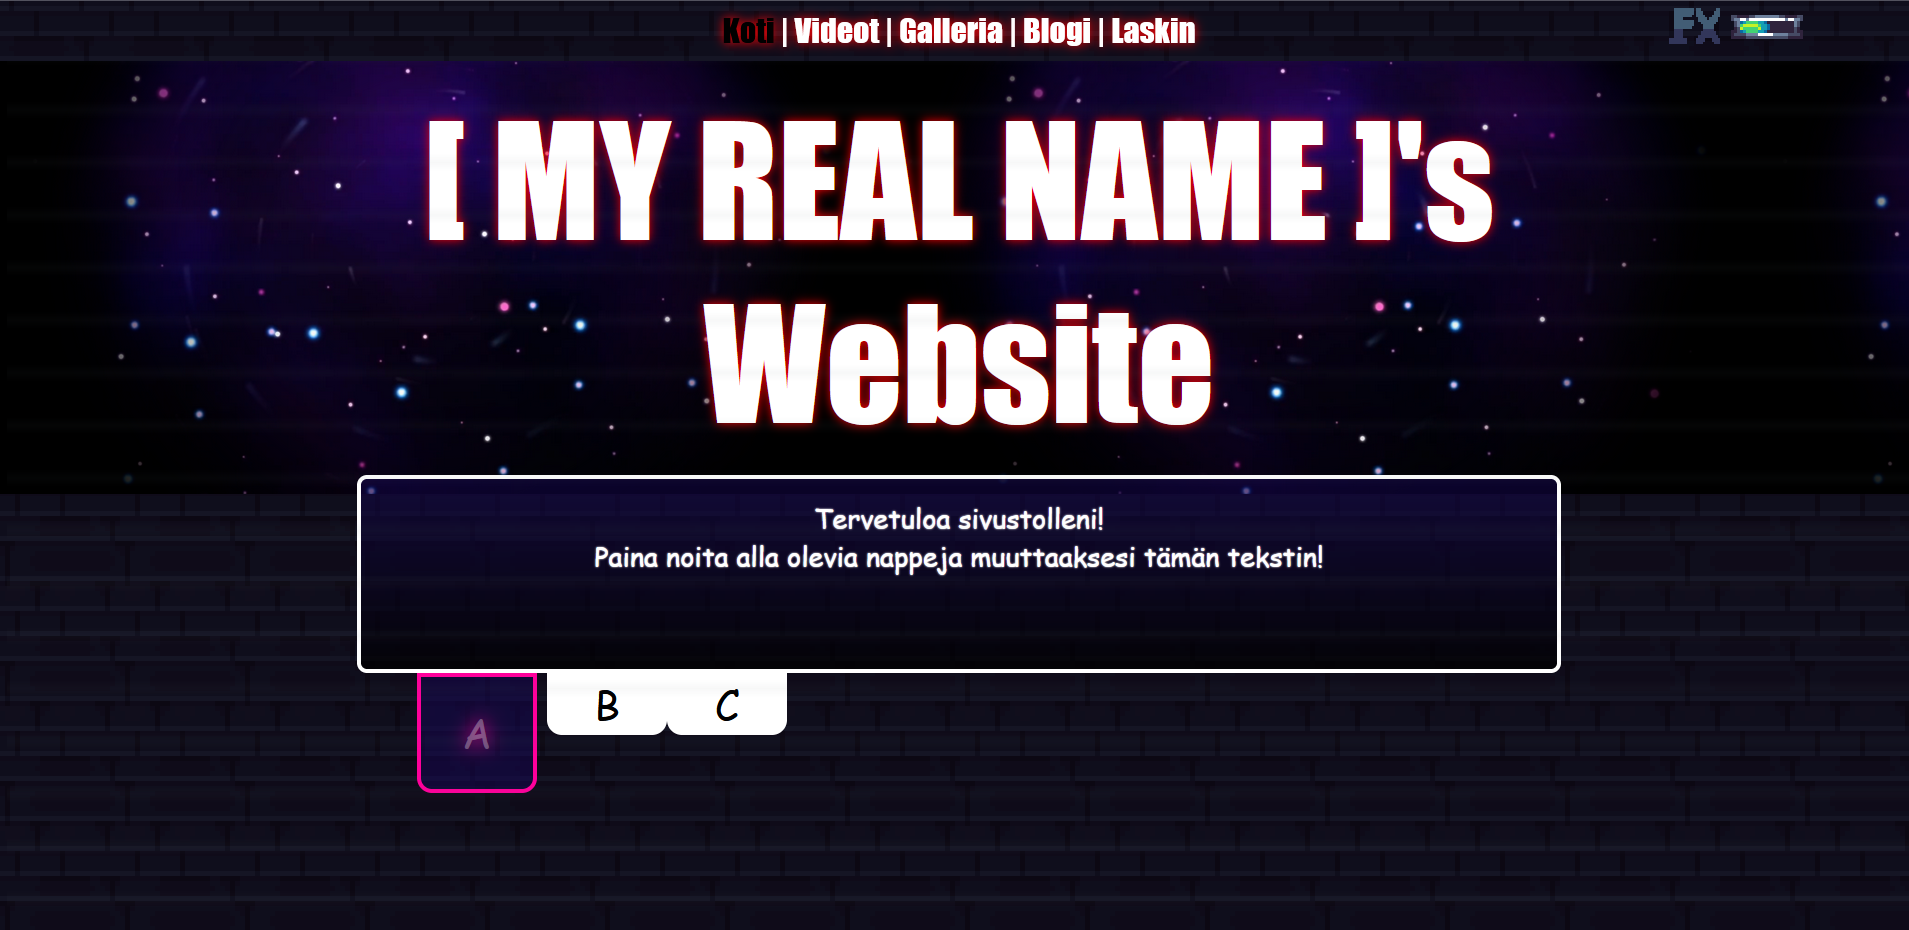 Koti | Videot | Galleria | Blogi | Laskin
FX
[ MY REAL NAME ]'s
Website
Tervetuloa sivustolleni!
Paina noita alla olevia nappeja muuttaaksesi tämän tekstin!
A B C